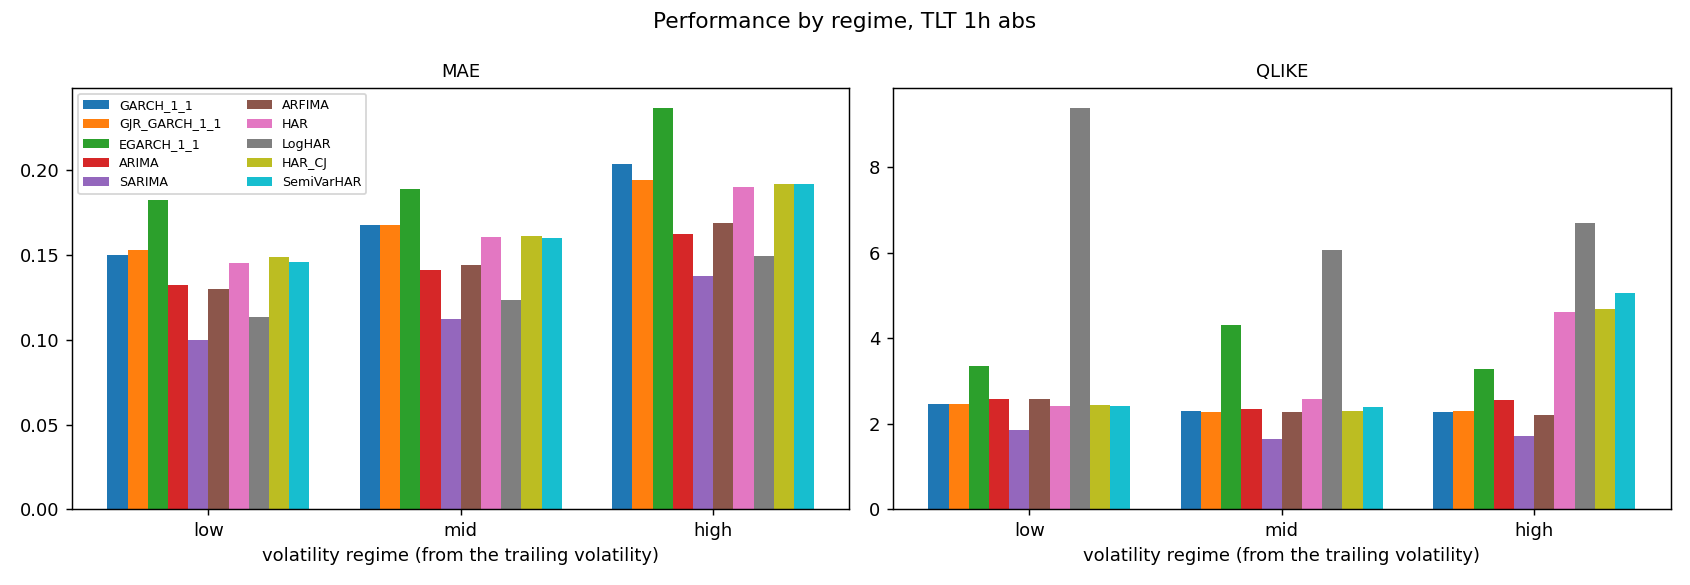 Performance by regime, TLT 1h abs
MAE
GARCH_1_1
GJR_GARCH_1_1
EGARCH_1_1
ARIMA
SARIMA
ARFIMA
HAR
LogHAR
HAR_CJ
SemiVarHAR
0.20
0.15
0.10
0.05
0.00
low mid high
volatility regime (from the trailing volatility)
QLIKE
8
6
4
2
0
low mid high
volatility regime (from the trailing volatility)